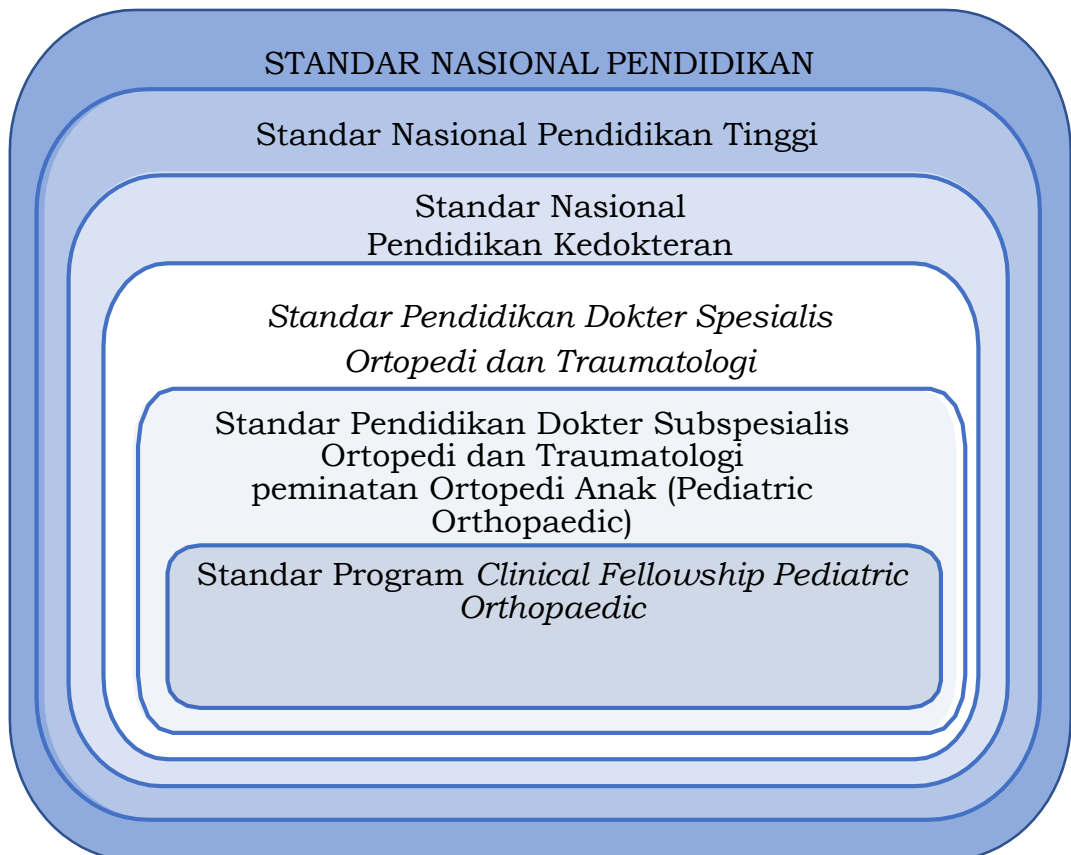 STANDAR NASIONAL PENDIDIKAN
Standar Nasional Pendidikan Tinggi
Standar Nasional
Pendidikan Kedokteran
Standar Pendidikan Dokter Spesialis
Ortopedi dan Traumatologi
Standar Pendidikan Dokter Subspesialis
Ortopedi dan Traumatologi
peminatan Ortopedi Anak (Pediatric
Orthopaedic)
Standar Program Clinical Fellowship Pediatric
Orthopaedic